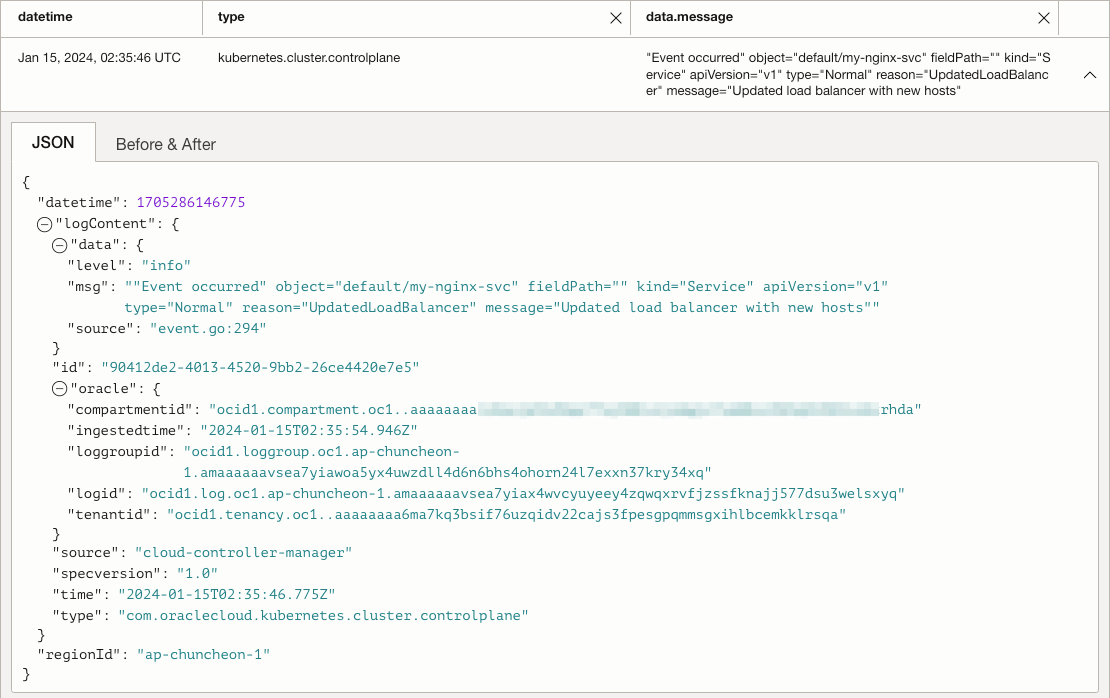 datetime type data.message
Jan 15, 2024, 02:35:46 UTC kubernetes.cluster.controlplane "Event occurred" object="default/my-nginx-svc" fieldPath="" kind="S
ervice" apiVersion="v1" type="Normal" reason="UpdatedLoadBalanc
er" message="Updated load balancer with new hosts"
JSON Before & After
{
"datetime": 1705286146775
"logContent": {
"data": {
"level": "info"
"msg": ""Event occurred" object="default/my-nginx-svc" fieldPath="" kind="Service" apiVersion="v1"
type="Normal" reason="UpdatedLoadBalancer" message="Updated load balancer with new hosts""
"source": "event.go:294"
}
"id": "90412de2-4013-4520-9bb2-26ce4420e7e5"
"oracle": {
"compartmentid": "ocid1.compartment.oc1..aaaaaaaa rhda"
"ingestedtime": "2024-01-15T02:35:54.946Z"
"loggroupid": "ocid1.loggroup.oc1.ap-chuncheon-
1.amaaaaaavsea7yiawoa5yx4uwzdll4d6n6bhs4ohorn24l7exxn37kry34xq"
"logid": "ocid1.log.oc1.ap-chuncheon-1.amaaaaaavsea7yiax4wvcyuyeey4zqwqxrvfjzssfknajj577dsu3welsxyq"
"tenantid": "ocid1.tenancy.oc1..aaaaaaaa6ma7kq3bsif76uzqidv22cajs3fpesgpqmmsgxihlbcemkklrsqa"
}
"source": "cloud-controller-manager"
"specversion": "1.0"
"time": "2024-01-15T02:35:46.775Z"
"type": "com.oraclecloud.kubernetes.cluster.controlplane"
}
"regionId": "ap-chuncheon-1"
}